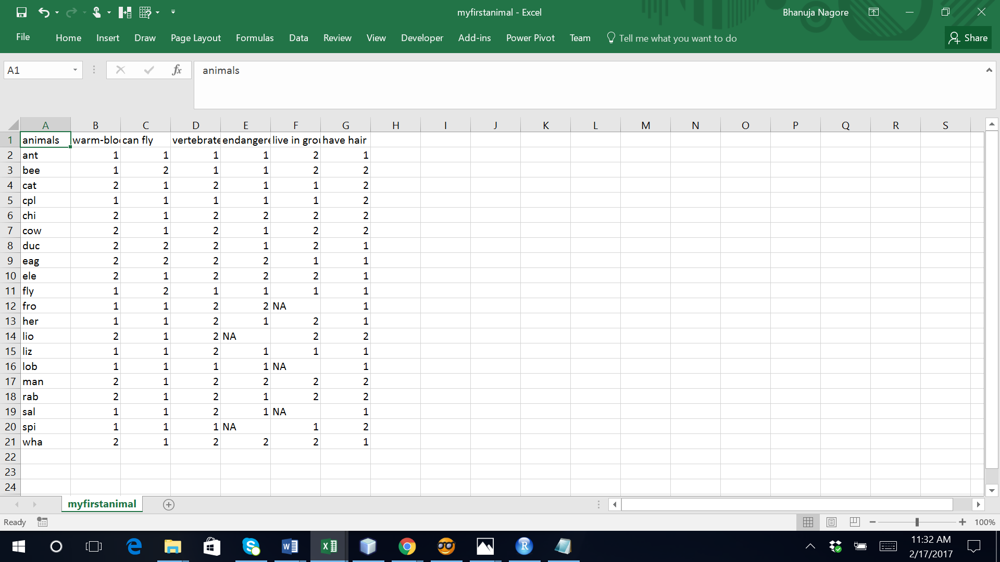 myfirstanimal - Excel
Bhanuja Nagore
File Home Insert Draw Page Layout Formulas Data Review View Developer Add-ins Power Pivot Team Tell me what you want to do Share
A1 fx animals
A B C D E F G H I J K L M N O P Q R S
1 animals warm-bloo can fly vertebrate endangere live in grou have hair
2 ant 1 1 1 1 2 1
3 bee 1 2 1 1 2 2
4 cat 2 1 2 1 1 2
5 cpl 1 1 1 1 1 2
6 chi 2 1 2 2 2 2
7 cow 2 1 2 1 2 2
8 duc 2 2 2 1 2 1
9 eag 2 2 2 2 1 1
10 ele 2 1 2 2 2 1
11 fly 1 2 1 1 1 1
12 fro 1 1 2 2 NA 1
13 her 1 1 2 1 2 1
14 lio 2 1 2 NA 2 2
15 liz 1 1 2 1 1 1
16 lob 1 1 1 1 NA 1
17 man 2 1 2 2 2 2
18 rab 2 1 2 1 2 2
19 sal 1 1 2 1 NA 1
20 spi 1 1 1 NA 1 2
21 wha 2 1 2 2 2 1
22
23
24
myfirstanimal
Ready 100%
11:32 AM
2/17/2017